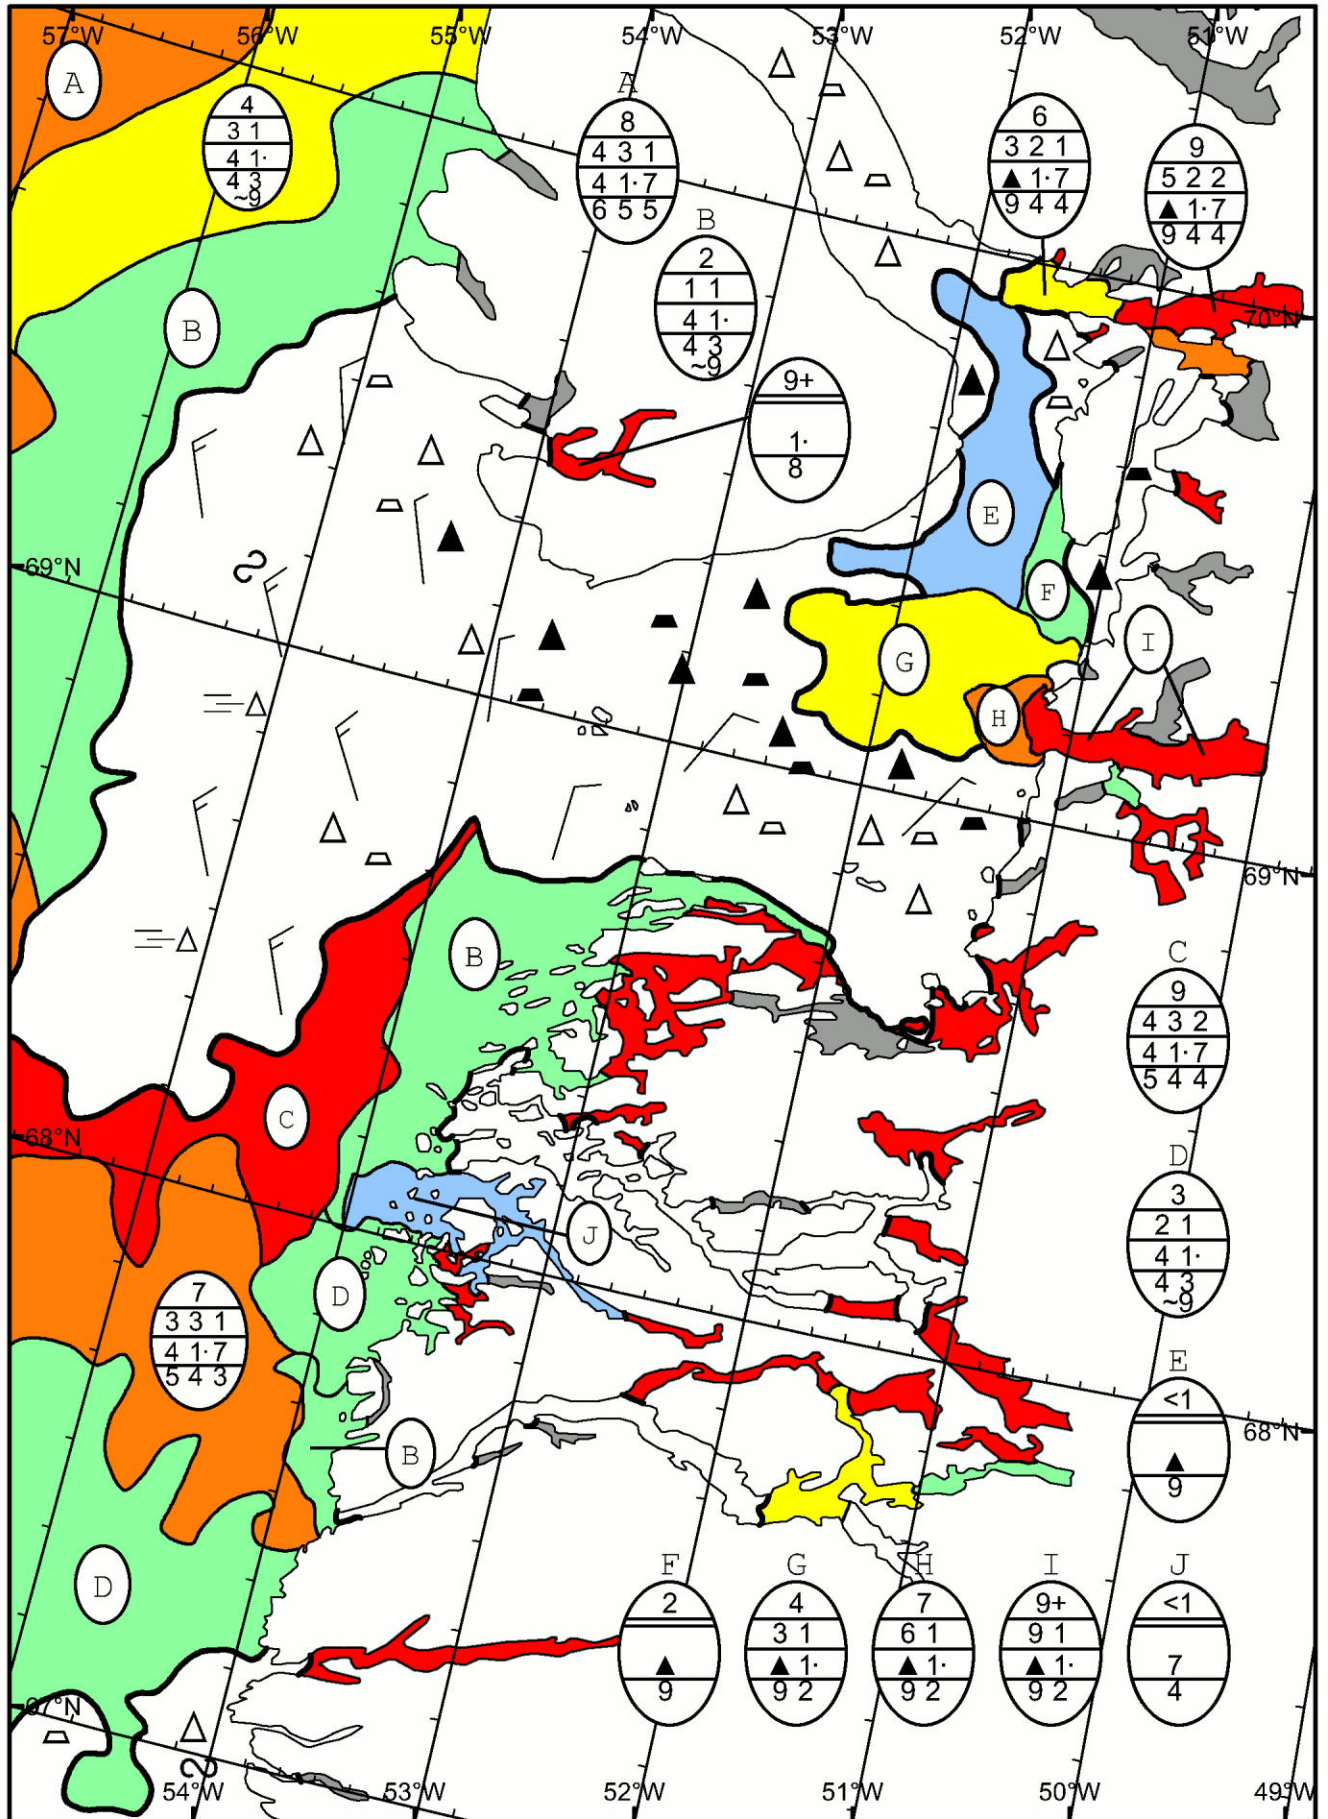 57°W 56°W 55°W 54°W 53°W 52°W 51°W
A
4
3 1
4 1·
4 3
~9
A
8
4 3 1
4 1·7
6 5 5
6
3 2 1
▲ 1·7
9 4 4
9
5 2 2
▲ 1·7
9 4 4
B
2
1 1
4 1·
4 3
~9
B
70°N
9+
1·
8
E
69°N
F
I
G
H
69°N
B
C
9
4 3 2
4 1·7
5 4 4
C
68°N
D
3
2 1
4 1·
4 3
~9
J
D
7
3 3 1
4 1·7
5 4 3
E
<1
▲
9
B
68°N
D
F
2
▲
9
G
4
3 1
▲ 1·
9 2
H
7
6 1
▲ 1·
9 2
I
9+
9 1
▲ 1·
9 2
J
<1
7
4
67°N
54°W 53°W 52°W 51°W 50°W 49°W